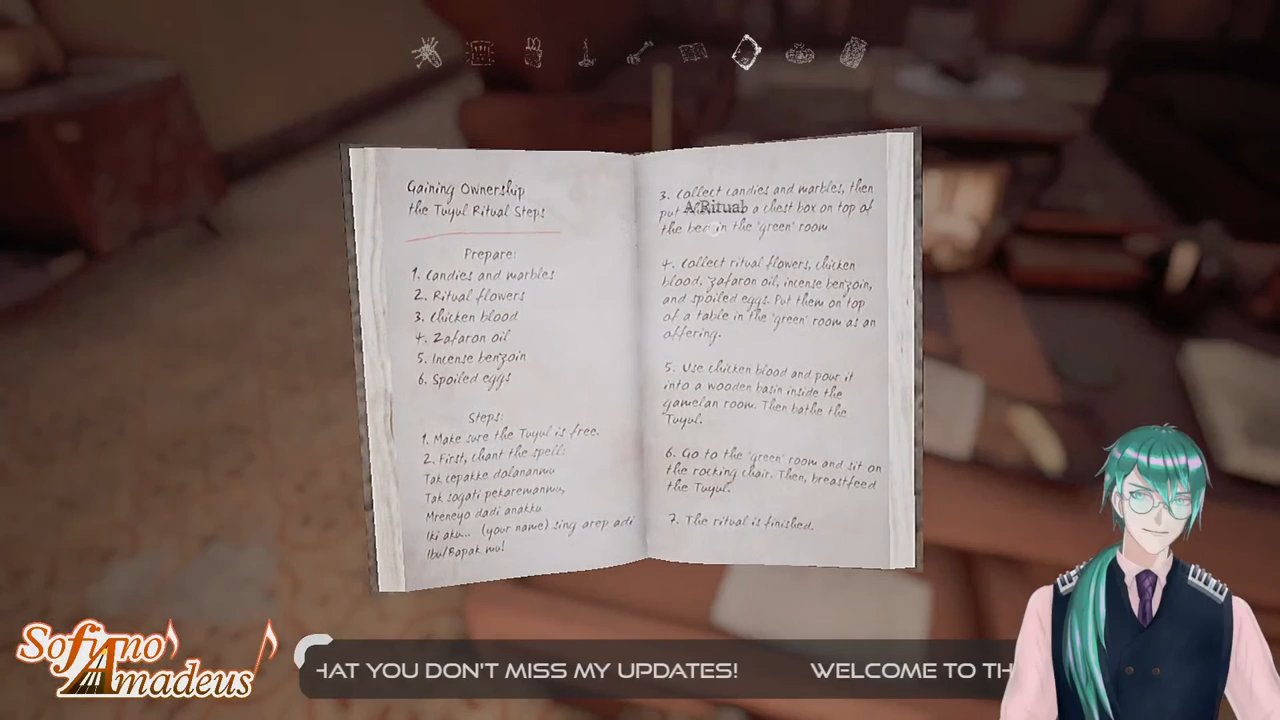 Gaining Ownership
the Tuyul Ritual Steps
Prepare:
1. Candies and marbles
2. Ritual flowers
3. Chicken blood
4. Zafaron oil
5. Incense benzoin
6. Spoiled eggs
Steps:
1. Make sure the Tuyul is free.
2. First, chant the spell:
Tak cepakke dolananmu
Tak sogati pekaremanmu,
Mreneyo dadi anakku
Iki aku... (your name) sing arep adi
Ibu/Bapak mu!
3. Collect candies and marbles, then
put a chest box on top of
the bed in the 'green' room
A Ritual
4. Collect ritual flowers, chicken
blood, zafaron oil, incense benzoin,
and spoiled eggs. Put them on top
of a table in the 'green' room as an
offering.
5. Use chicken blood and pour it
into a wooden basin inside the
gamelan room. Then bathe the
Tuyul.
6. Go to the 'green' room and sit on
the rocking chair. Then, breastfeed
the Tuyul.
7. The ritual is finished.
Sofiano
Amadeus
HAT YOU DON'T MISS MY UPDATES! WELCOME TO TH